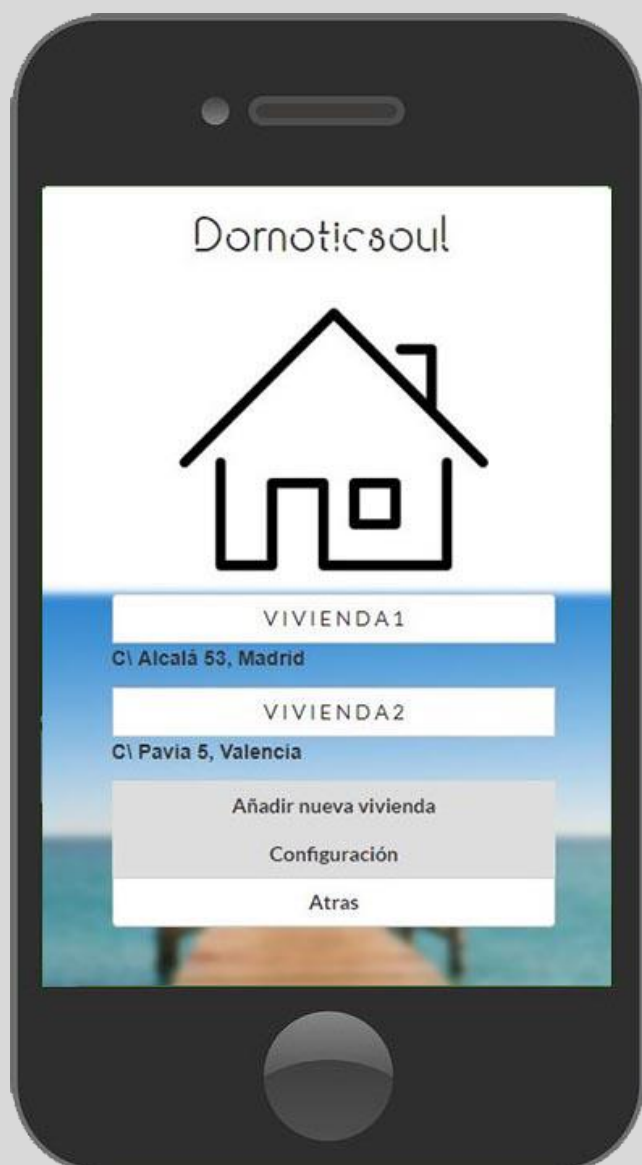 Domoticsoul
VIVIENDA1
C\ Alcalá 53, Madrid
VIVIENDA2
C\ Pavia 5, Valencia
Añadir nueva vivienda
Configuración
Atras